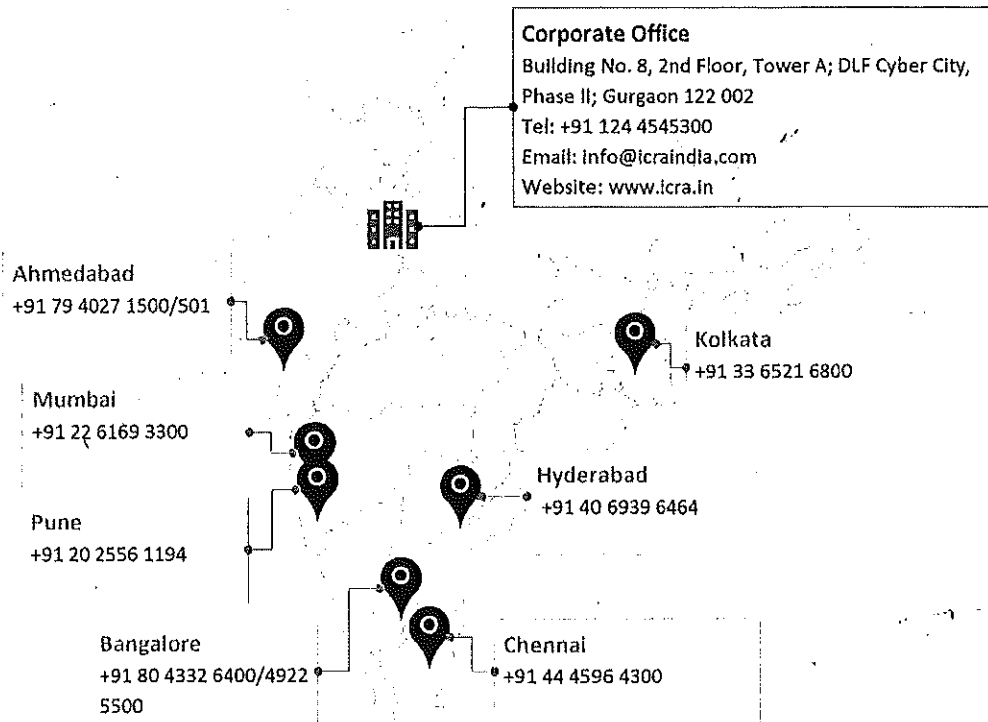 Corporate Office
Building No. 8, 2nd Floor, Tower A; DLF Cyber City,
Phase II; Gurgaon 122 002
Tel: +91 124 4545300
Email: info@icraindia.com
Website: www.icra.in
Ahmedabad
+91 79 4027 1500/501
Kolkata
+91 33 6521 6800
Mumbai
+91 22 6169 3300
Hyderabad
+91 40 6939 6464
Pune
+91 20 2556 1194
Bangalore
+91 80 4332 6400/4922
5500
Chennai
+91 44 4596 4300